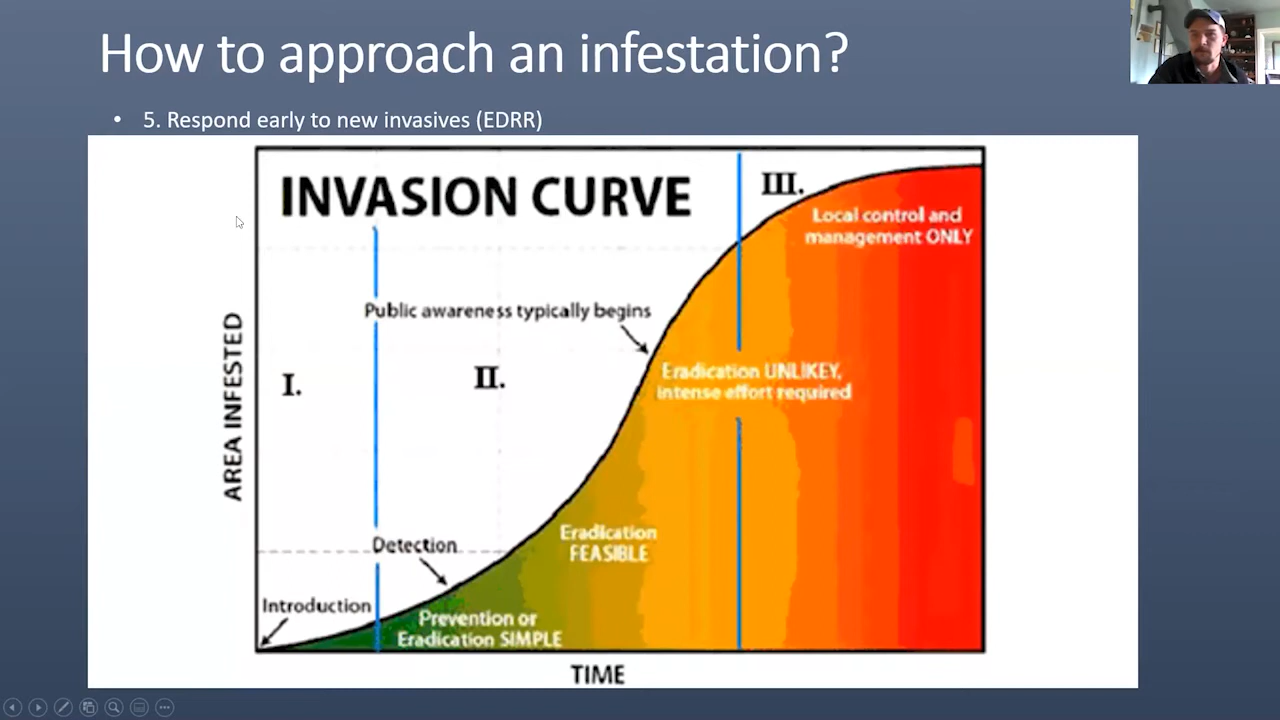 How to approach an infestation?
• 5. Respond early to new invasives (EDRR)
INVASION CURVE
III.
Local control and
management ONLY
Public awareness typically begins
I.
II.
Eradication UNLIKEY,
intense effort required
AREA INFESTED
Eradication
FEASIBLE
Detection
Introduction
Prevention or
Eradication SIMPLE
TIME